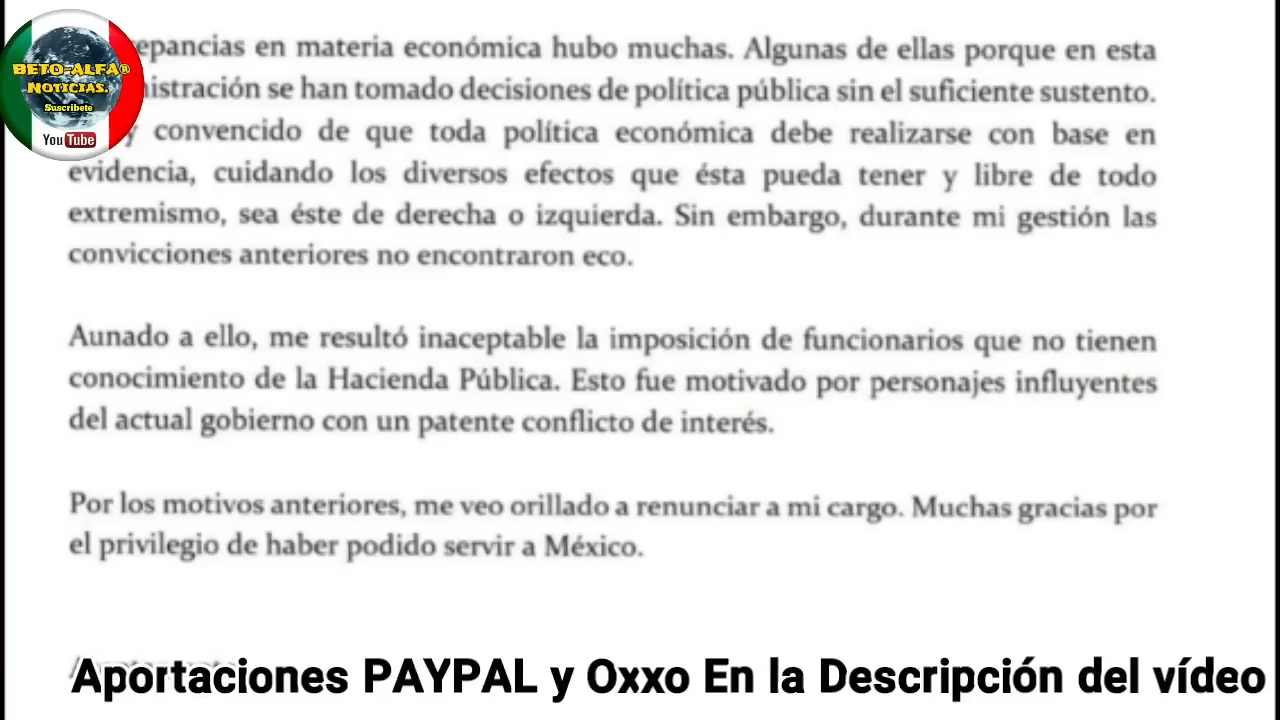 BETO-ALFA®
NOTICIAS.
Suscribete
YouTube
repancias en materia económica hubo muchas. Algunas de ellas porque en esta
nistración se han tomado decisiones de política pública sin el suficiente sustento.
y convencido de que toda política económica debe realizarse con base en
evidencia, cuidando los diversos efectos que ésta pueda tener y libre de todo
extremismo, sea éste de derecha o izquierda. Sin embargo, durante mi gestión las
convicciones anteriores no encontraron eco.
Aunado a ello, me resultó inaceptable la imposición de funcionarios que no tienen
conocimiento de la Hacienda Pública. Esto fue motivado por personajes influyentes
del actual gobierno con un patente conflicto de interés.
Por los motivos anteriores, me veo orillado a renunciar a mi cargo. Muchas gracias por
el privilegio de haber podido servir a México.
Aportaciones PAYPAL y Oxxo En la Descripción del vídeo